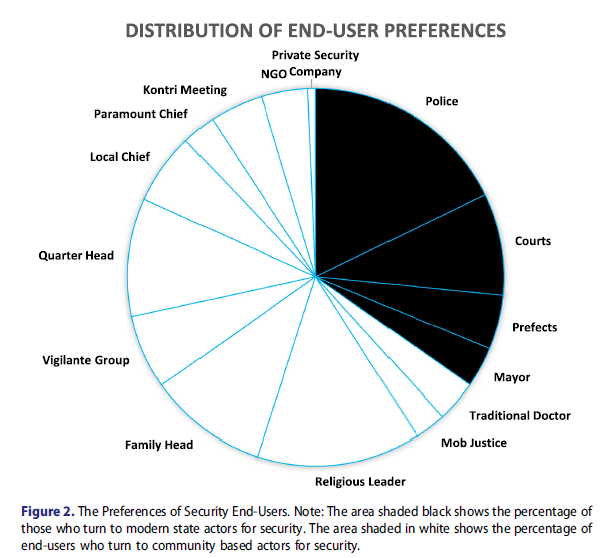 DISTRIBUTION OF END-USER PREFERENCES
Private Security
Company
NGO
Kontri Meeting
Police
Paramount Chief
Local Chief
Courts
Quarter Head
Prefects
Vigilante Group
Mayor
Traditional Doctor
Family Head
Mob Justice
Religious Leader
Figure 2. The Preferences of Security End-Users. Note: The area shaded black shows the percentage of
those who turn to modern state actors for security. The area shaded in white shows the percentage of
end-users who turn to community based actors for security.